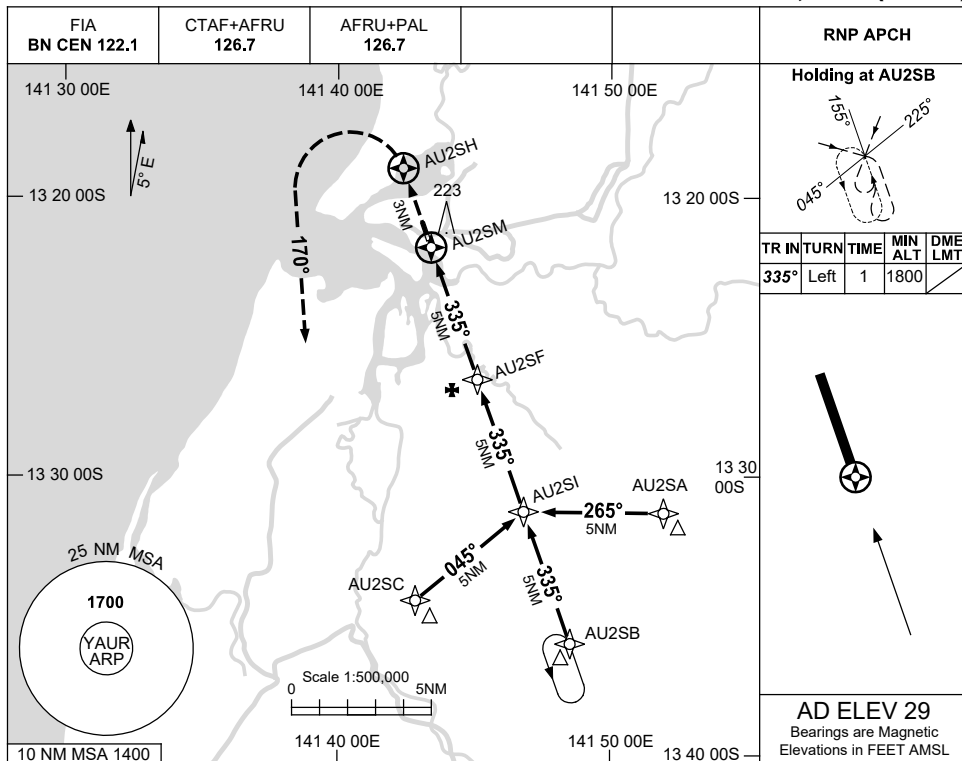 FIA
BN CEN 122.1
CTAF+AFRU
126.7
AFRU+PAL
126.7
RNP APCH
141 30 00E
141 40 00E
141 50 00E
Holding at AU2SB
155°
225°
045°
5° E
AU2SH
13 20 00S
13 20 00S
223
3NM
AU2SM
TR IN
TURN
TIME
MIN ALT
DME LMT
335°
Left
1
1800
170°
335°
5NM
AU2SF
335°
5NM
13 30 00S
13 30
00S
AU2SI
AU2SA
265°
5NM
25 NM MSA
045°
5NM
335°
5NM
AU2SC
1700
YAUR
ARP
AU2SB
Scale 1:500,000
0
5NM
AD ELEV 29
Bearings are Magnetic
Elevations in FEET AMSL
10 NM MSA 1400
141 40 00E
141 50 00E
13 40 00S